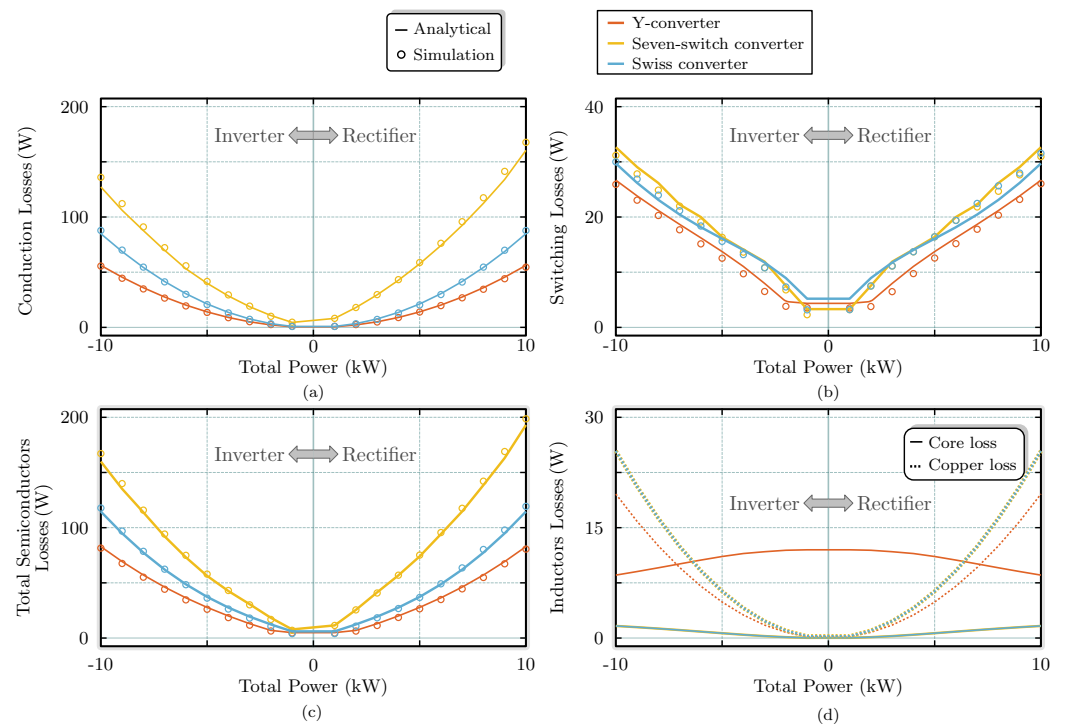 Analytical
Simulation
Y-converter
Seven-switch converter
Swiss converter
Conduction Losses (W)
200
100
0
Inverter
Rectifier
-10
0
10
Total Power (kW)
(a)
Switching Losses (W)
40
20
0
Inverter
Rectifier
-10
0
10
Total Power (kW)
(b)
Total Semiconductors
Losses (W)
200
100
0
Inverter
Rectifier
-10
0
10
Total Power (kW)
(c)
Inductors Losses (W)
30
15
0
Core loss
Copper loss
Inverter
Rectifier
-10
0
10
Total Power (kW)
(d)